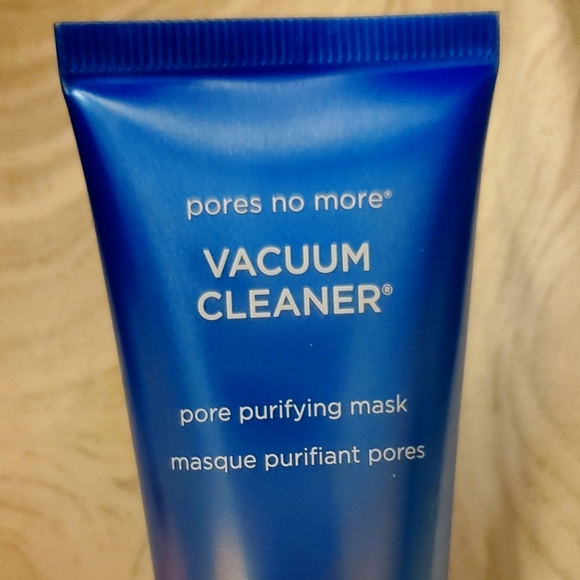 pores no more®
VACUUM
CLEANER®
pore purifying mask
masque purifiant pores